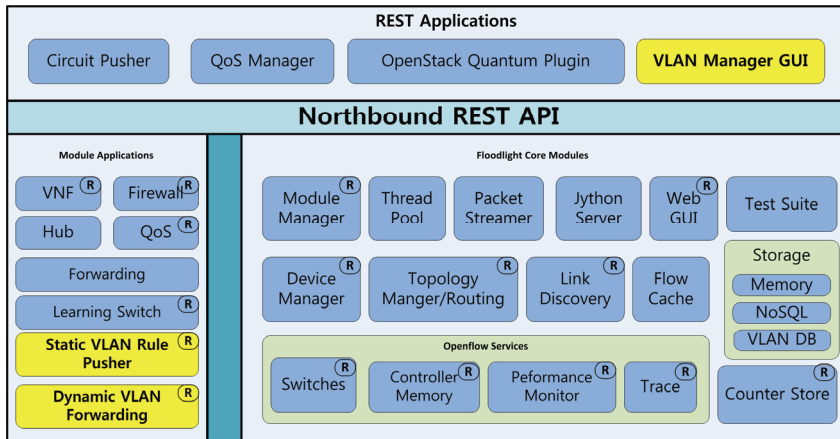 REST Applications
Circuit Pusher
QoS Manager
OpenStack Quantum Plugin
VLAN Manager GUI
Northbound REST API
Module Applications
VNF
R
Firewall
R
Hub
QoS
R
Forwarding
Learning Switch
R
Static VLAN Rule
Pusher
R
Dynamic VLAN
Forwarding
R
Floodlight Core Modules
Module
Manager
R
Thread
Pool
Packet
Streamer
Jython
Server
Web
GUI
R
Test Suite
Device
Manager
R
Topology
Manger/Routing
R
Link
Discovery
R
Flow
Cache
Storage
Memory
NoSQL
VLAN DB
Openflow Services
Switches
R
Controller
Memory
R
Peformance
Monitor
R
Trace
R
Counter Store
R